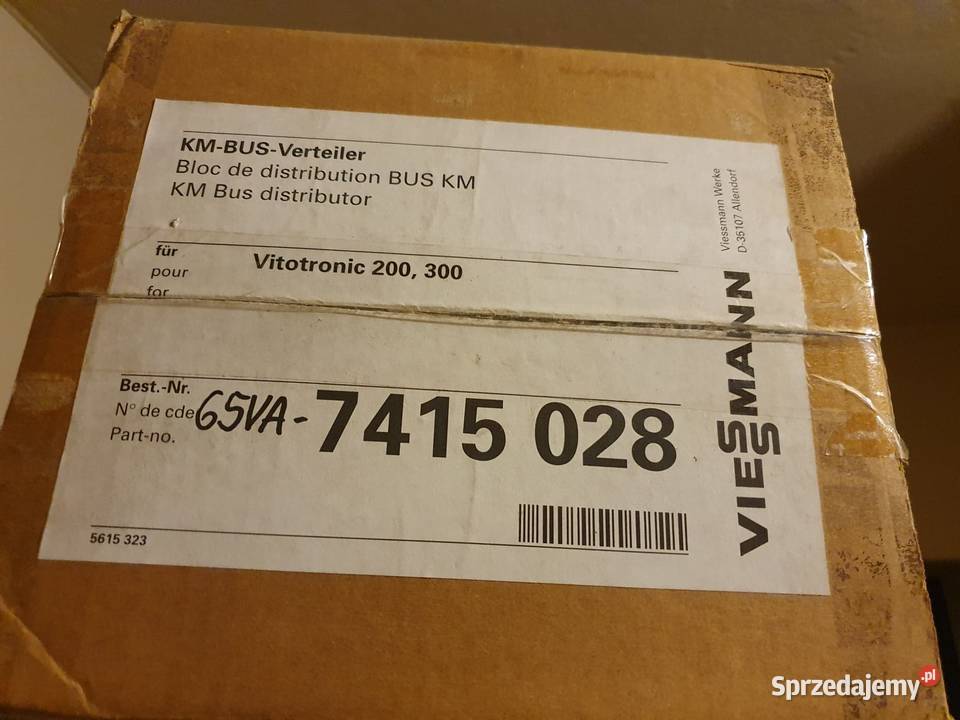 KM-BUS-Verteiler
Bloc de distribution BUS KM
KM Bus distributor
für
pour
for
Vitotronic 200, 300
Best.-Nr.
N° de cde
Part-no.
65VA-7415 028
5615 323
Viessmann Werke
D-35107 Allendorf
VIESSMANN
Sprzedajemy.pl